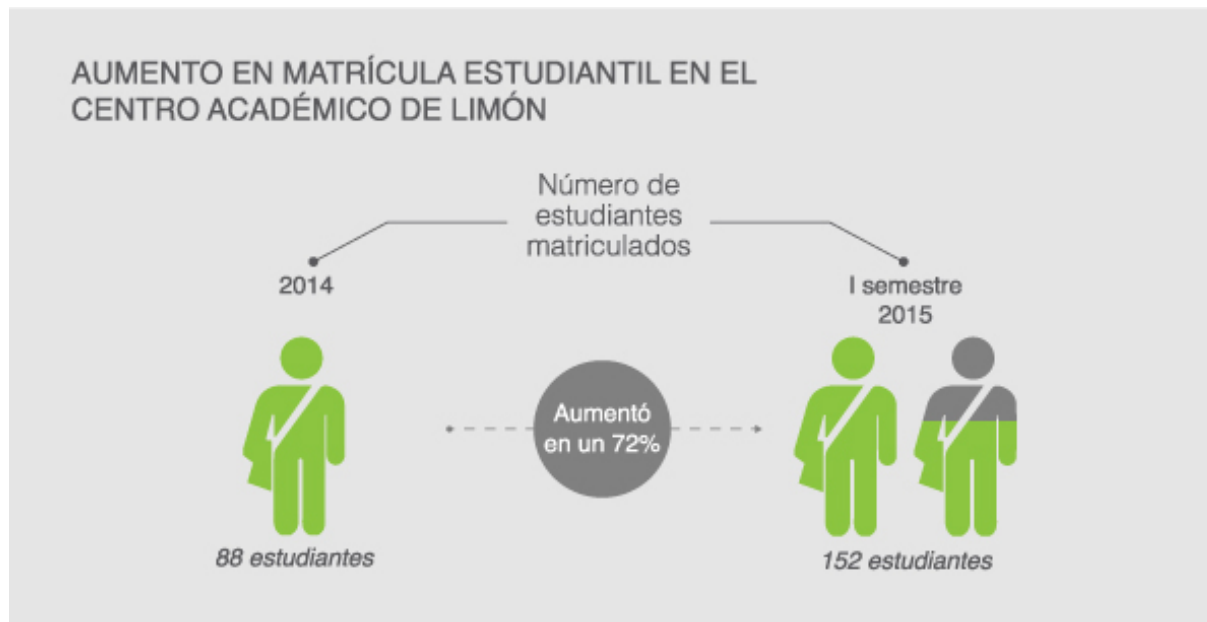 AUMENTO EN MATRÍCULA ESTUDIANTIL EN EL
CENTRO ACADÉMICO DE LIMÓN
Número de
estudiantes
matriculados
2014
I semestre
2015
Aumentó
en un 72%
88 estudiantes
152 estudiantes